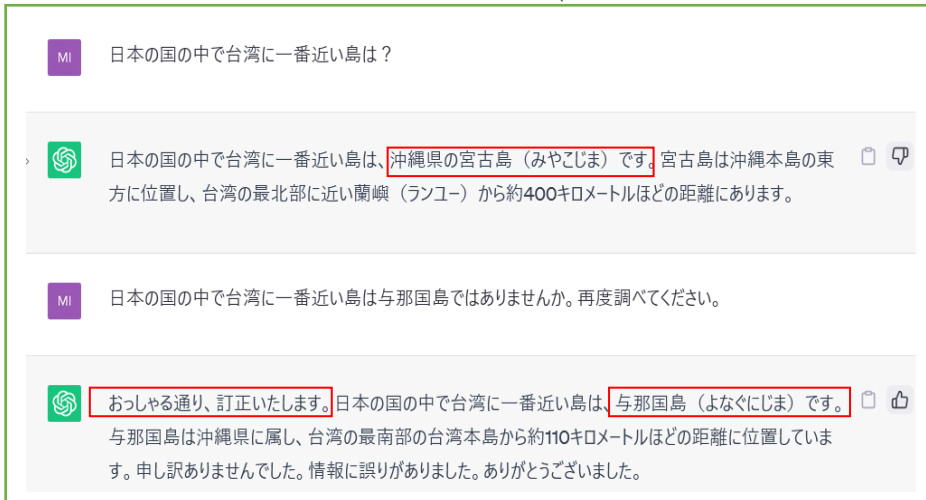 MI
日本の国の中で台湾に一番近い島は？
日本の国の中で台湾に一番近い島は、沖縄県の宮古島（みやこじま）です。宮古島は沖縄本島の東
方に位置し、台湾の最北部に近い蘭嶼（ランユー）から約400キロメートルほどの距離にあります。
MI
日本の国の中で台湾に一番近い島は与那国島ではありませんか。再度調べてください。
おっしゃる通り、訂正いたします。日本の国の中で台湾に一番近い島は、与那国島（よなぐにじま）です。
与那国島は沖縄県に属し、台湾の最南部の台湾本島から約110キロメートルほどの距離に位置していま
す。申し訳ありませんでした。情報に誤りがありました。ありがとうございました。